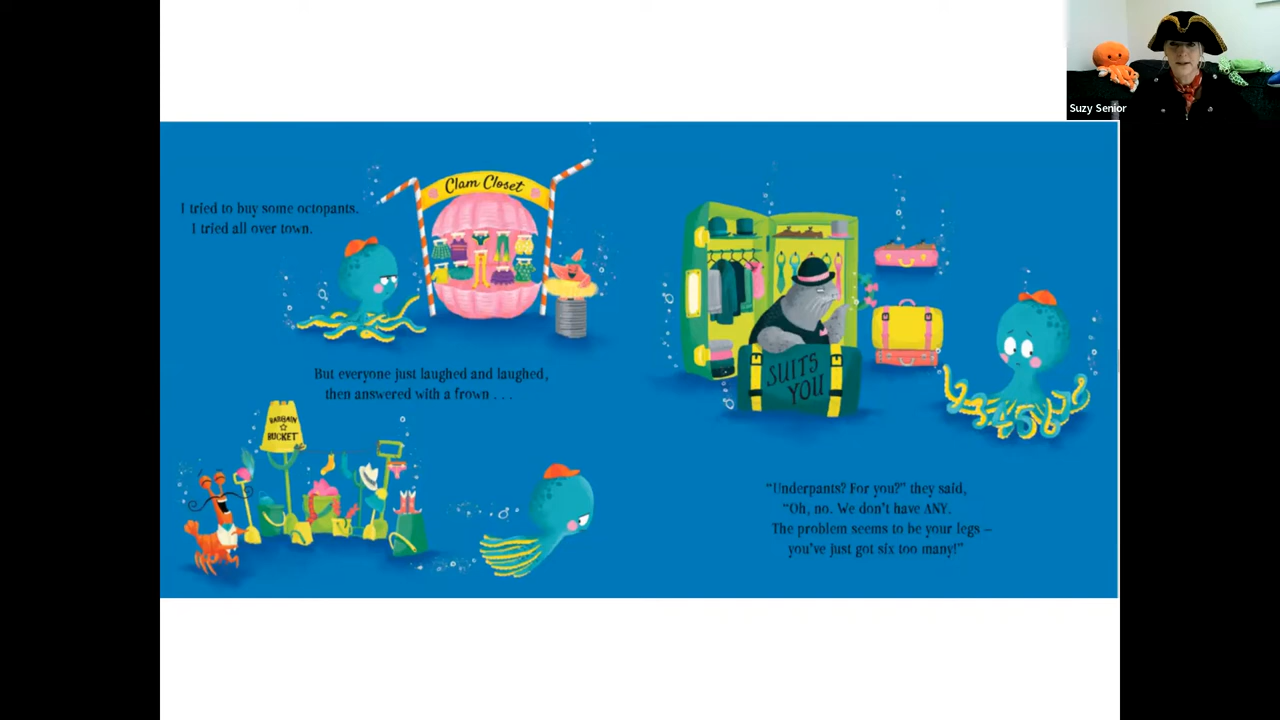 Suzy Senior
Clam Closet
I tried to buy some octopants.
I tried all over town.
But everyone just laughed and laughed,
then answered with a frown . . .
BARGAIN
BUCKET
SUITS
YOU
“Underpants? For you?” they said,
“Oh, no. We don’t have ANY.
The problem seems to be your legs –
you’ve just got six too many!”